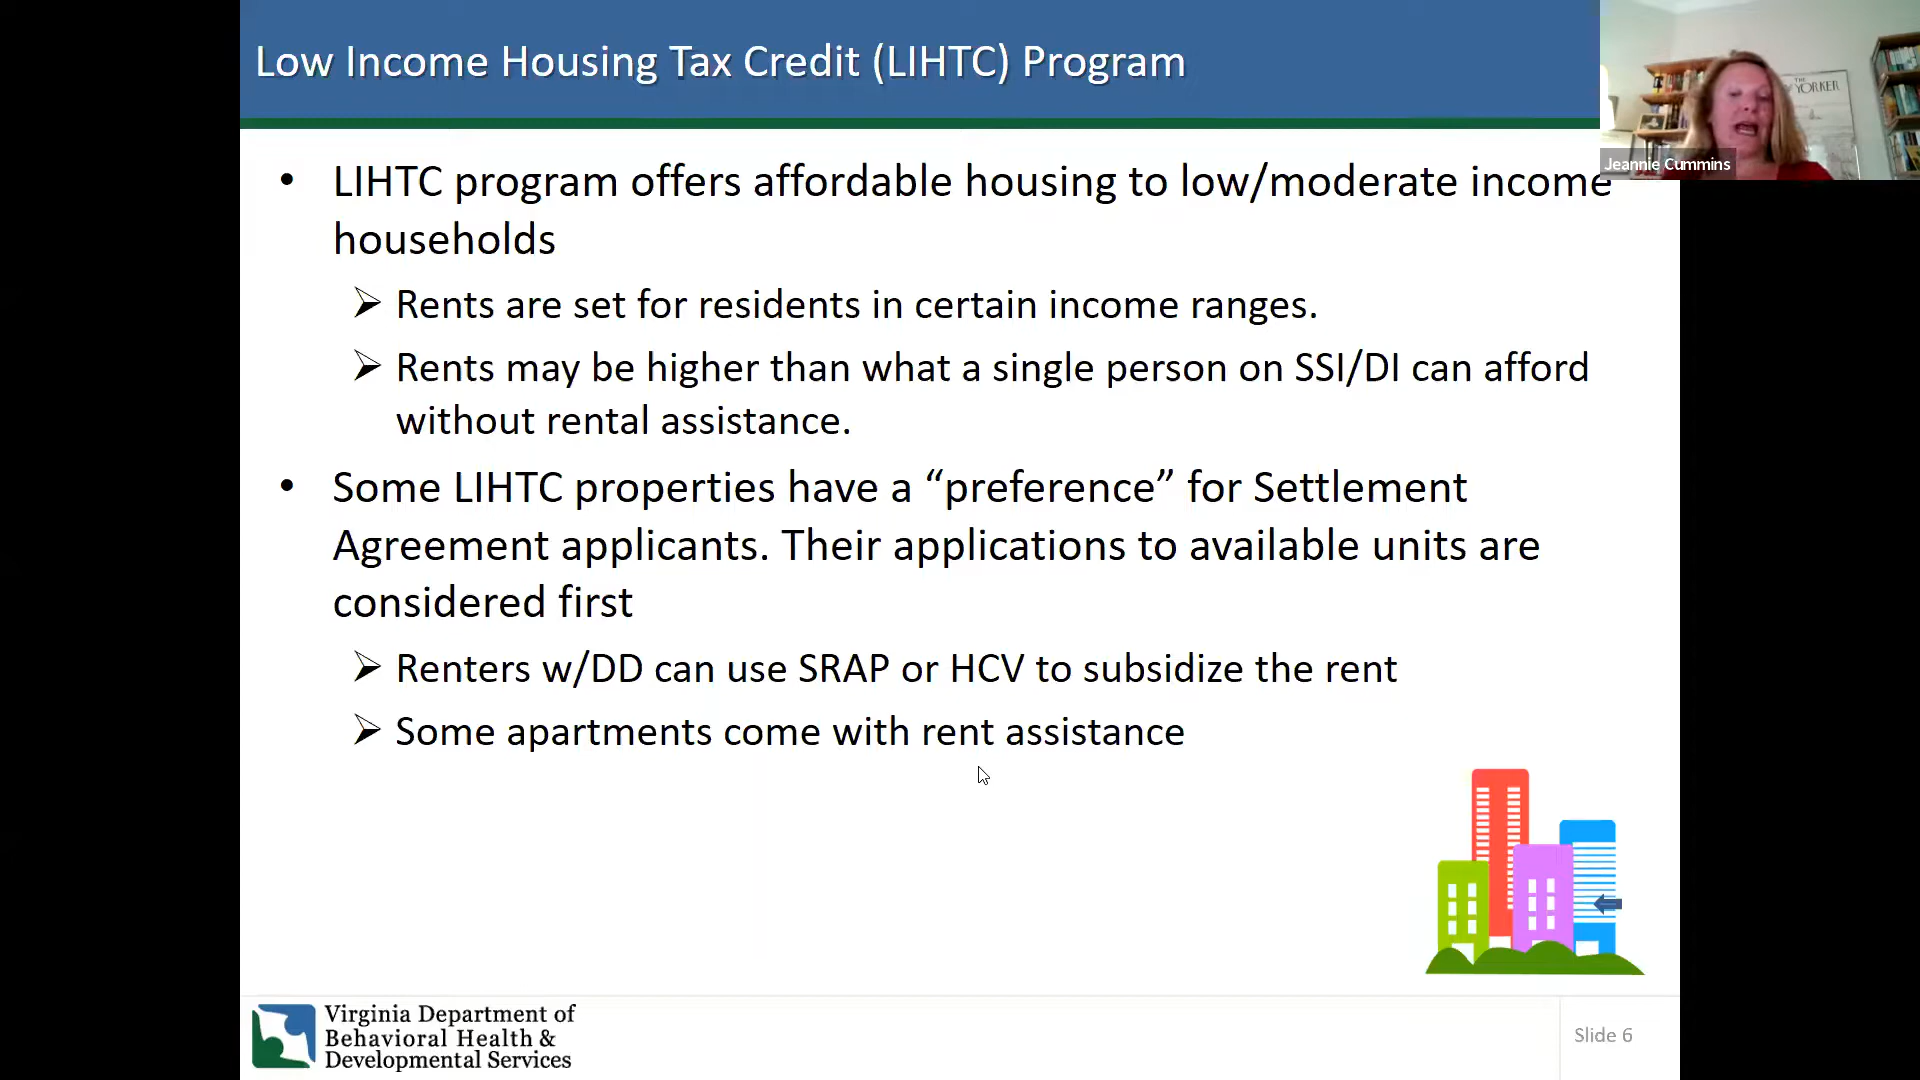 Low Income Housing Tax Credit (LIHTC) Program
THE
YORKER
Jeannie Cummins
• LIHTC program offers affordable housing to low/moderate income
households
➢ Rents are set for residents in certain income ranges.
➢ Rents may be higher than what a single person on SSI/DI can afford
without rental assistance.
• Some LIHTC properties have a “preference” for Settlement
Agreement applicants. Their applications to available units are
considered first
➢ Renters w/DD can use SRAP or HCV to subsidize the rent
➢ Some apartments come with rent assistance
Virginia Department of
Behavioral Health &
Developmental Services
Slide 6